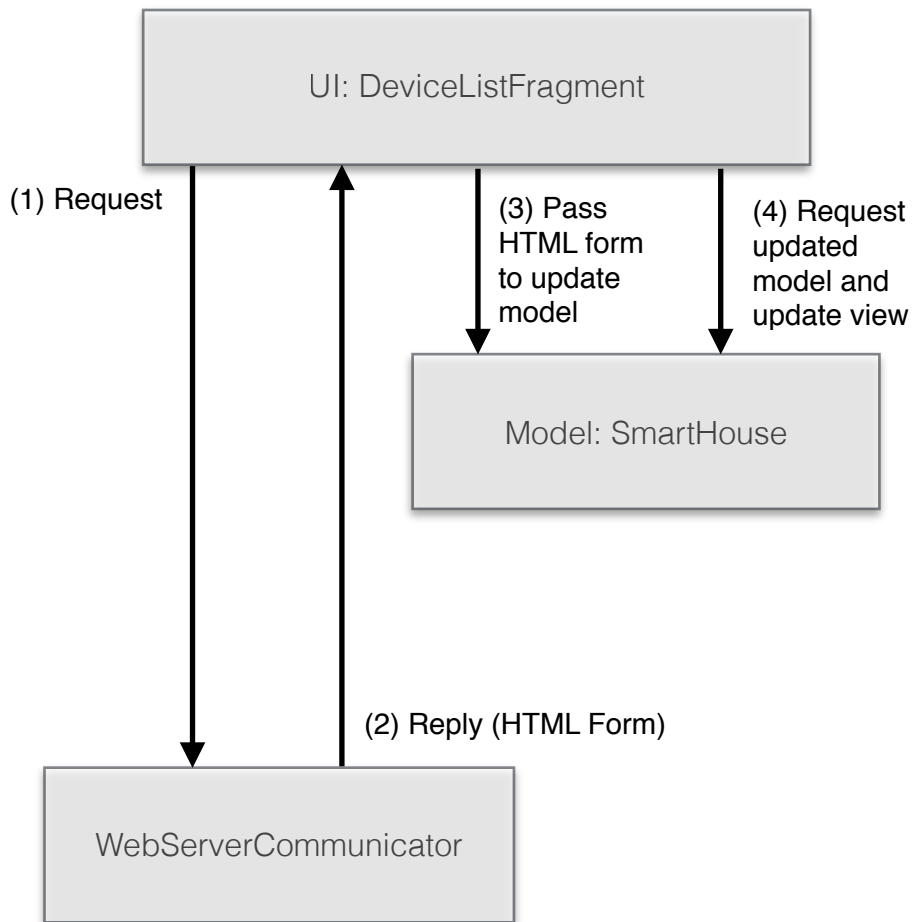 UI: DeviceListFragment
(1) Request
(3) Pass
HTML form
to update
model
(4) Request
updated
model and
update view
Model: SmartHouse
(2) Reply (HTML Form)
WebServerCommunicator